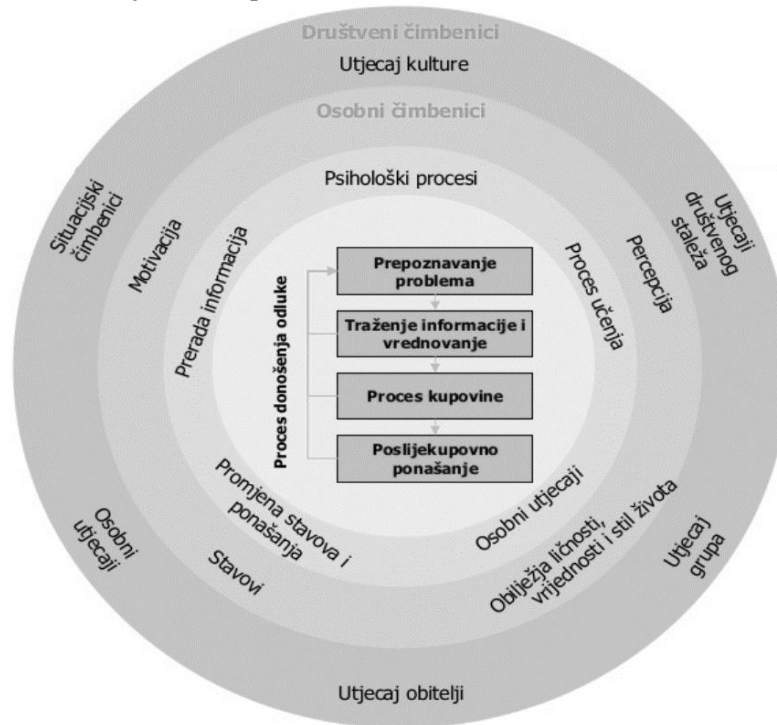 Društveni čimbenici
Utjecaj kulture
Osobni čimbenici
Psihološki procesi
Situacijski
čimbenici
Motivacija
Prerada informacija
Proces učenja
Percepcija
Utjecaji
društvenog
staleža
Proces donošenja odluke
Prepoznavanje
problema
Traženje informacije i
vrednovanje
Proces kupovine
Poslijekupovno
ponašanje
Osobni
utjecaji
Stavovi
Promjena stavova i
ponašanja
Osobni utjecaji
Obilježja ličnosti,
vrijednosti i stil života
Utjecaj
grupa
Utjecaj obitelji